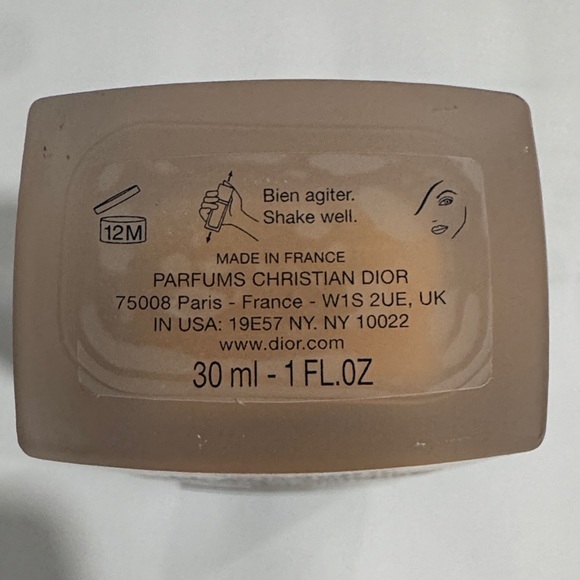 12M
Bien agiter.
Shake well.
MADE IN FRANCE
PARFUMS CHRISTIAN DIOR
75008 Paris - France - W1S 2UE, UK
IN USA: 19E57 NY. NY 10022
www.dior.com
30 ml - 1 FL.OZ